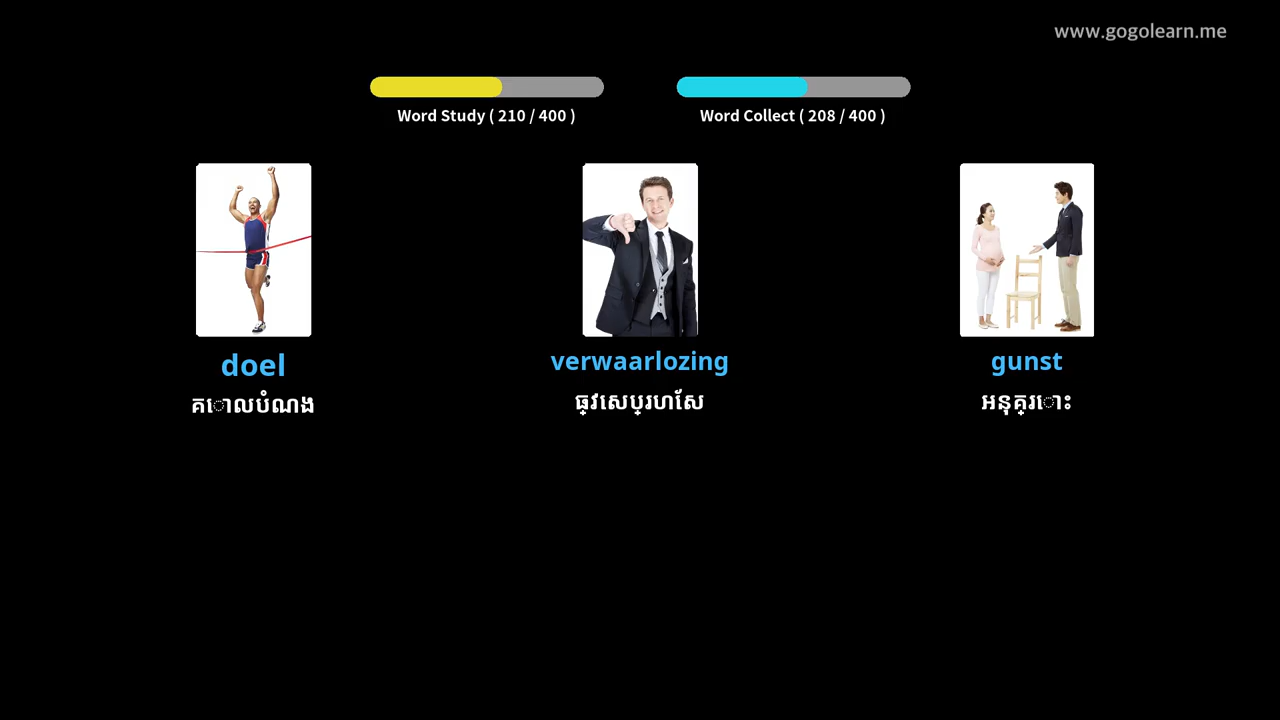 www.gogolearn.me
Word Study ( 210 / 400 )
Word Collect ( 208 / 400 )
doel
verwaarlozing
gunst
គោលបំណង
ធ្វេសប្រហែស
អនុគ្រោះ